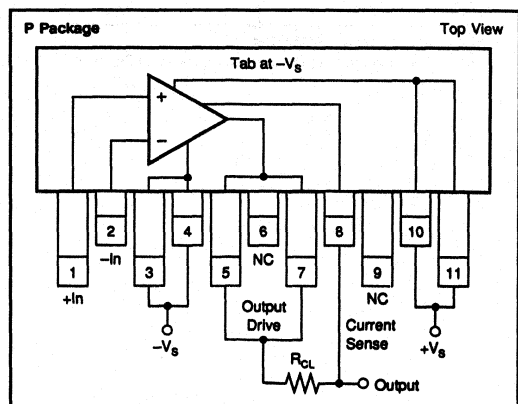 P Package
Top View
Tab at –VS
+
–
1
2
3
4
5
6
7
8
9
10
11
+In
–In
NC
NC
–VS
Output
Drive
Current
Sense
+VS
RCL
Output